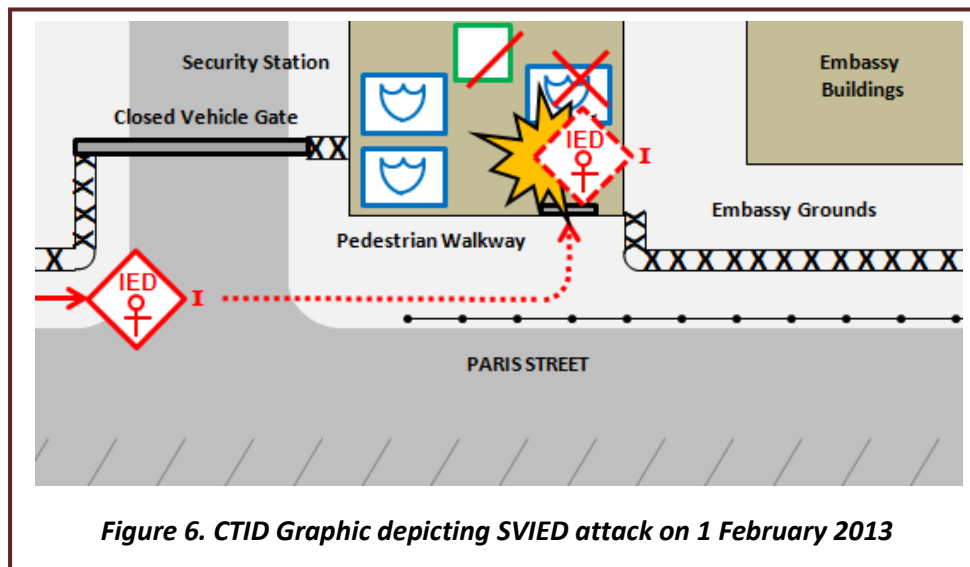 Security Station
Closed Vehicle Gate
Embassy
Buildings
IED
I
Embassy Grounds
Pedestrian Walkway
IED
I
PARIS STREET
Figure 6. CTID Graphic depicting SVIED attack on 1 February 2013